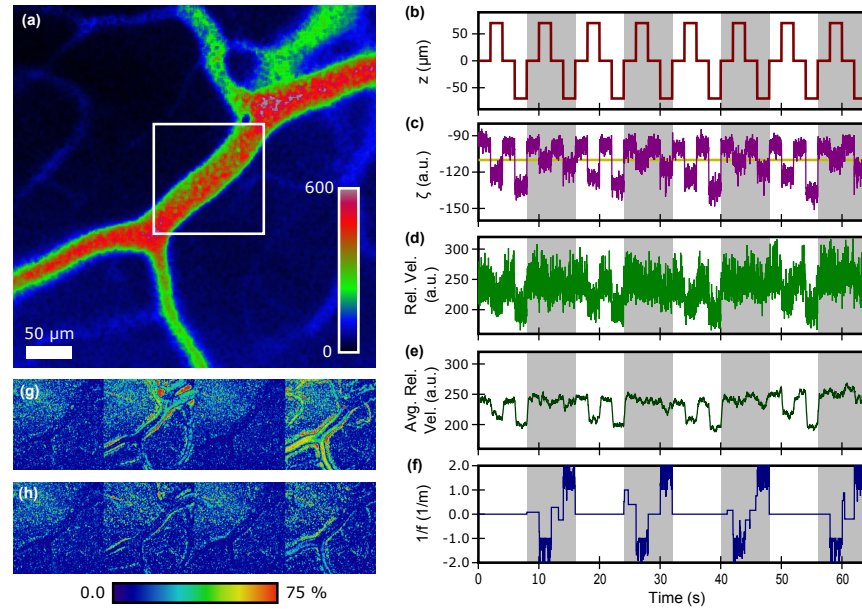 (a)
600
0
50 µm
(g)
(h)
0.0
75 %
(b)
z (µm)
50
0
-50
(c)
ζ (a.u.)
-90
-120
-150
(d)
Rel. Vel.
(a.u.)
300
250
200
(e)
Avg. Rel.
Vel. (a.u.)
300
250
200
(f)
1/f (1/m)
2.0
1.0
0.0
-1.0
-2.0
0 10 20 30 40 50 60
Time (s)